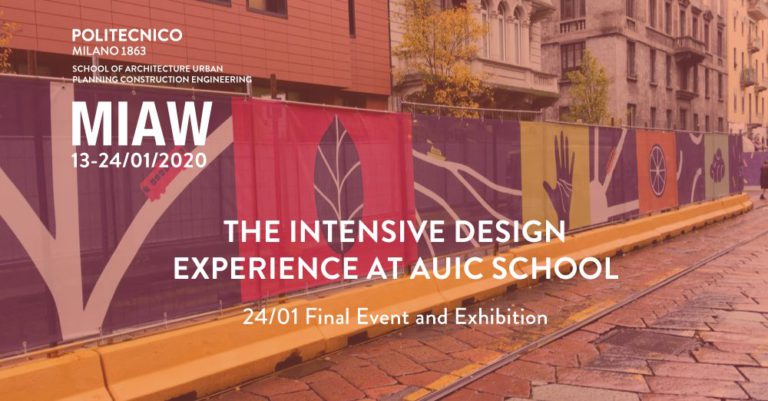 POLITECNICO
MILANO 1863
SCHOOL OF ARCHITECTURE URBAN
PLANNING CONSTRUCTION ENGINEERING
MIAW
13-24/01/2020
THE INTENSIVE DESIGN
EXPERIENCE AT AUIC SCHOOL
24/01 Final Event and Exhibition